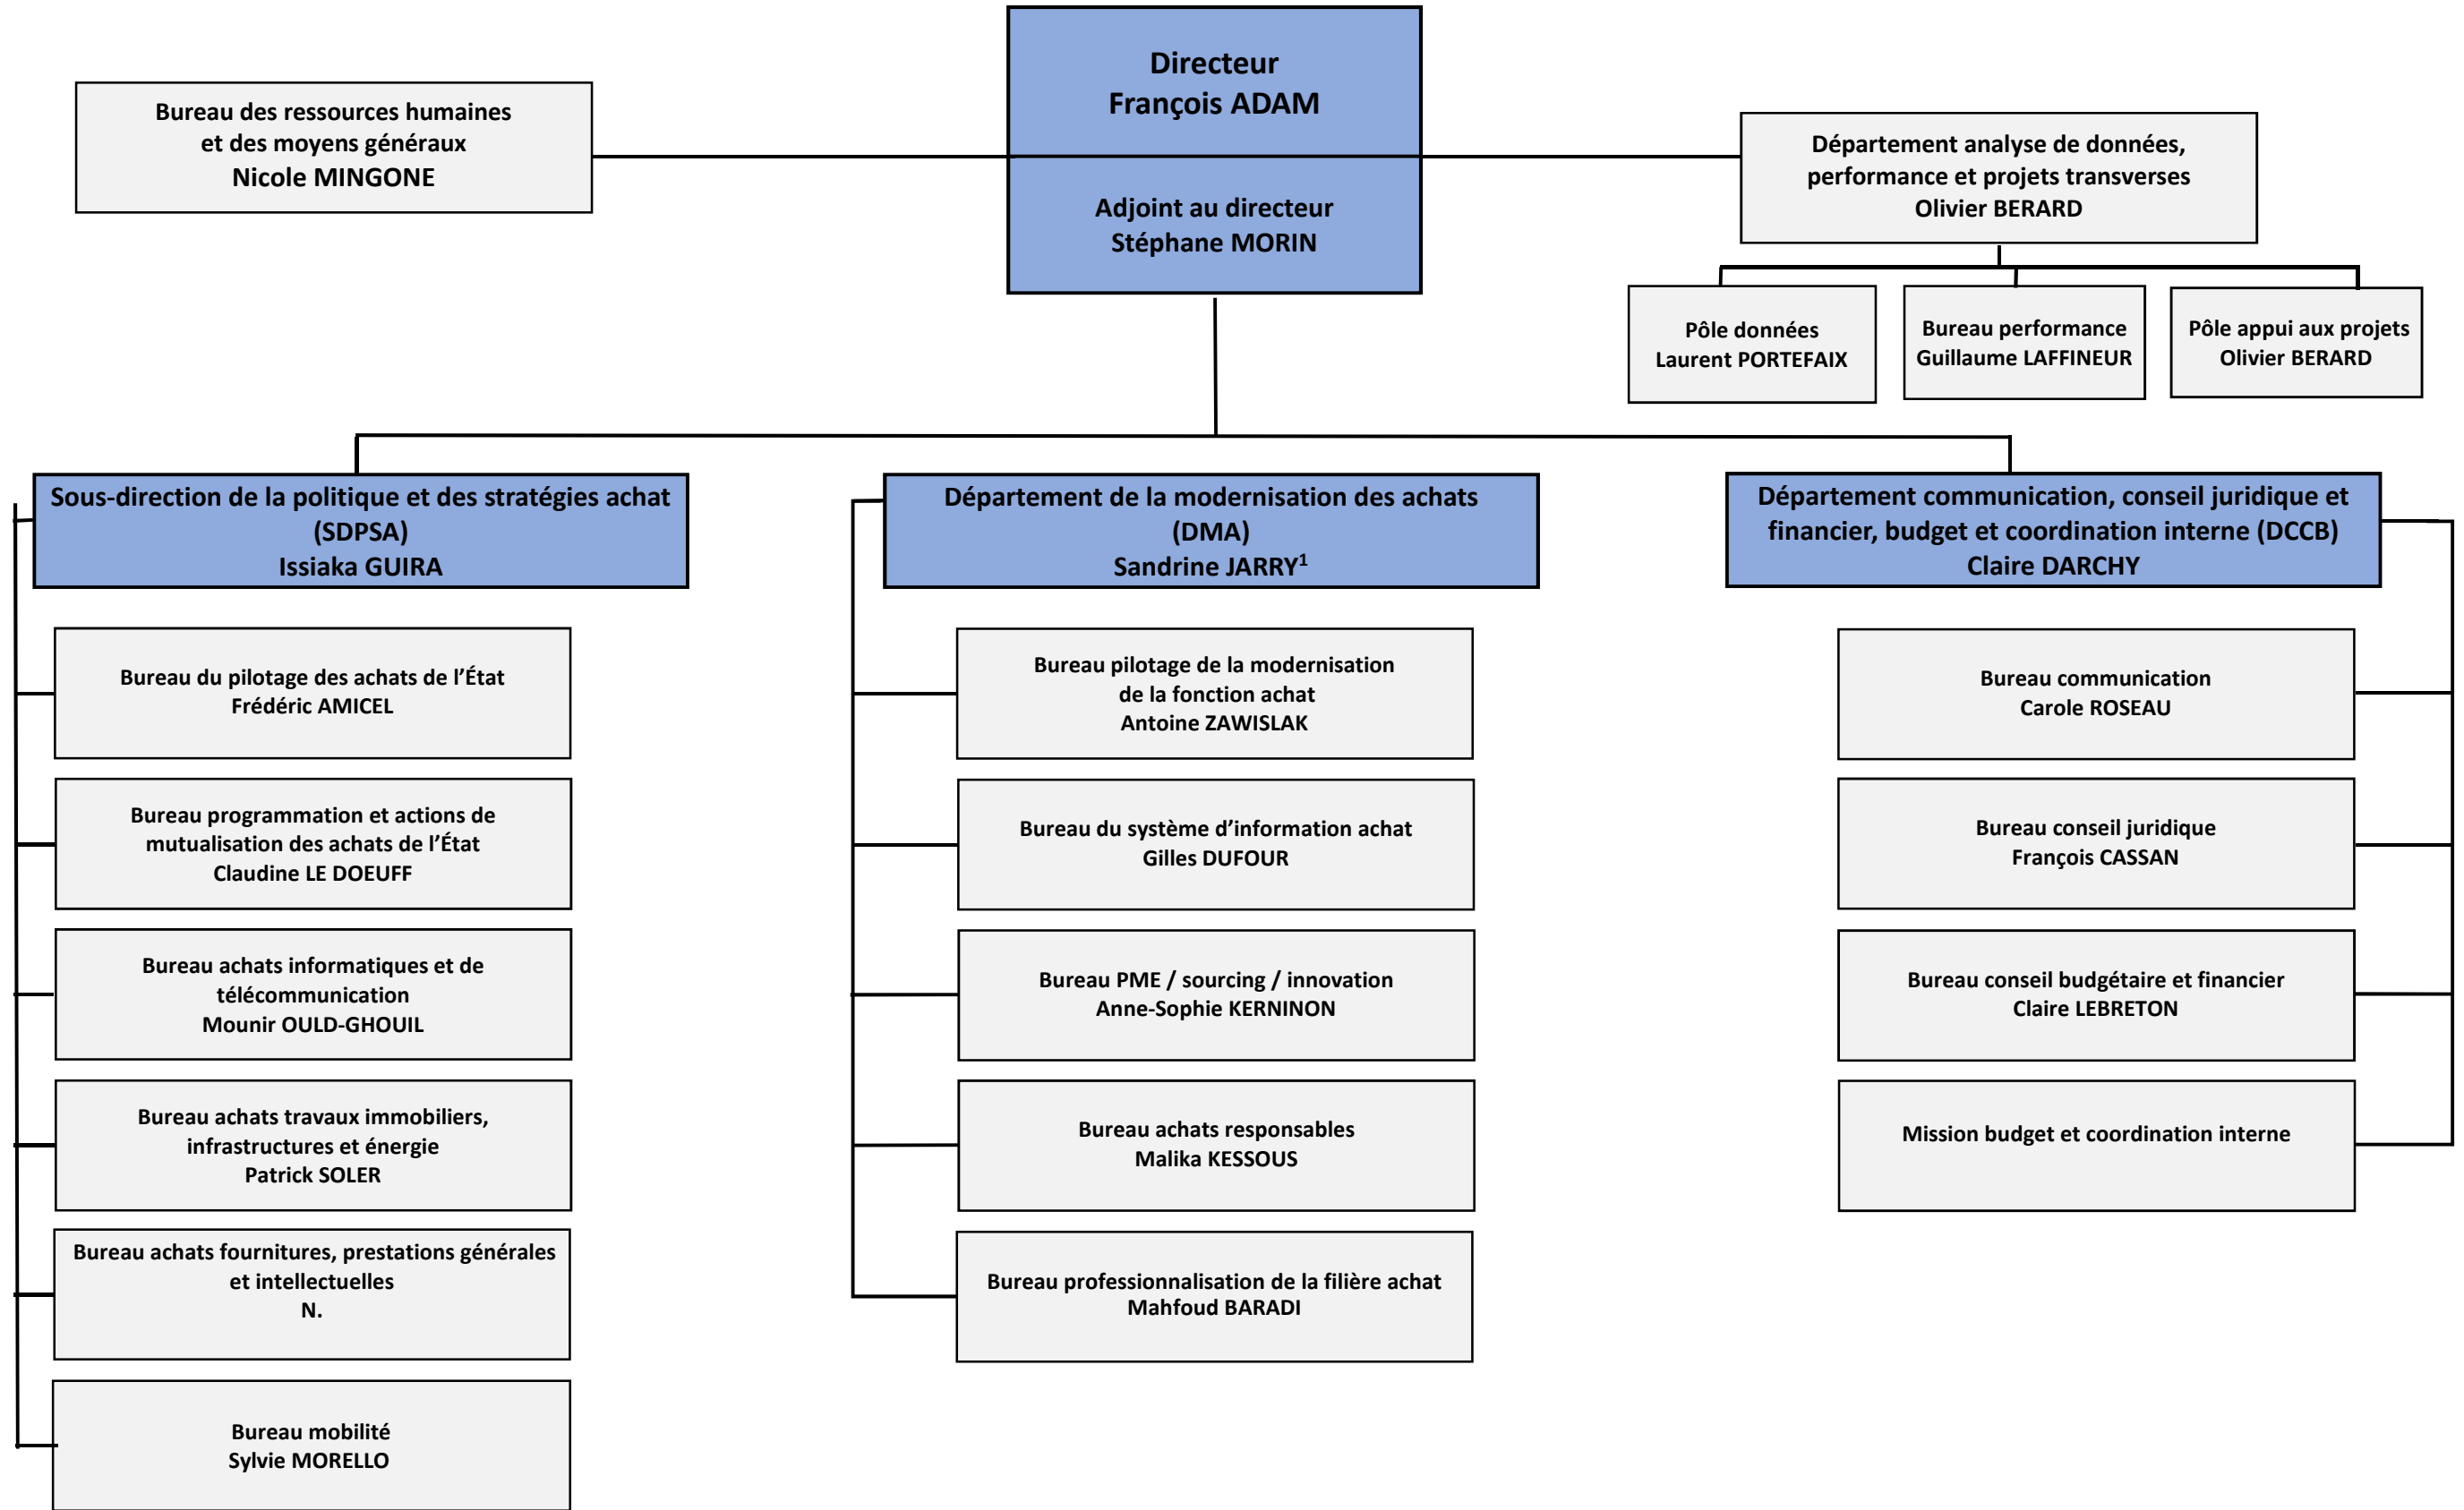 Directeur
François ADAM
Adjoint au directeur
Stéphane MORIN
Bureau des ressources humaines
et des moyens généraux
Nicole MINGONE
Département analyse de données,
performance et projets transverses
Olivier BERARD
Pôle données
Laurent PORTEFAIX
Bureau performance
Guillaume LAFFINEUR
Pôle appui aux projets
Olivier BERARD
Sous-direction de la politique et des stratégies achat
(SDPSA)
Issiaka GUIRA
Bureau du pilotage des achats de l’État
Frédéric AMICEL
Bureau programmation et actions de
mutualisation des achats de l’État
Claudine LE DOEUFF
Bureau achats informatiques et de
télécommunication
Mounir OULD-GHOUIL
Bureau achats travaux immobiliers,
infrastructures et énergie
Patrick SOLER
Bureau achats fournitures, prestations générales
et intellectuelles
N.
Bureau mobilité
Sylvie MORELLO
Département de la modernisation des achats
(DMA)
Sandrine JARRY¹
Bureau pilotage de la modernisation
de la fonction achat
Antoine ZAWISLAK
Bureau du système d’information achat
Gilles DUFOUR
Bureau PME / sourcing / innovation
Anne-Sophie KERNINON
Bureau achats responsables
Malika KESSOUS
Bureau professionnalisation de la filière achat
Mahfoud BARADI
Département communication, conseil juridique et
financier, budget et coordination interne (DCCB)
Claire DARCHY
Bureau communication
Carole ROSEAU
Bureau conseil juridique
François CASSAN
Bureau conseil budgétaire et financier
Claire LEBRETON
Mission budget et coordination interne